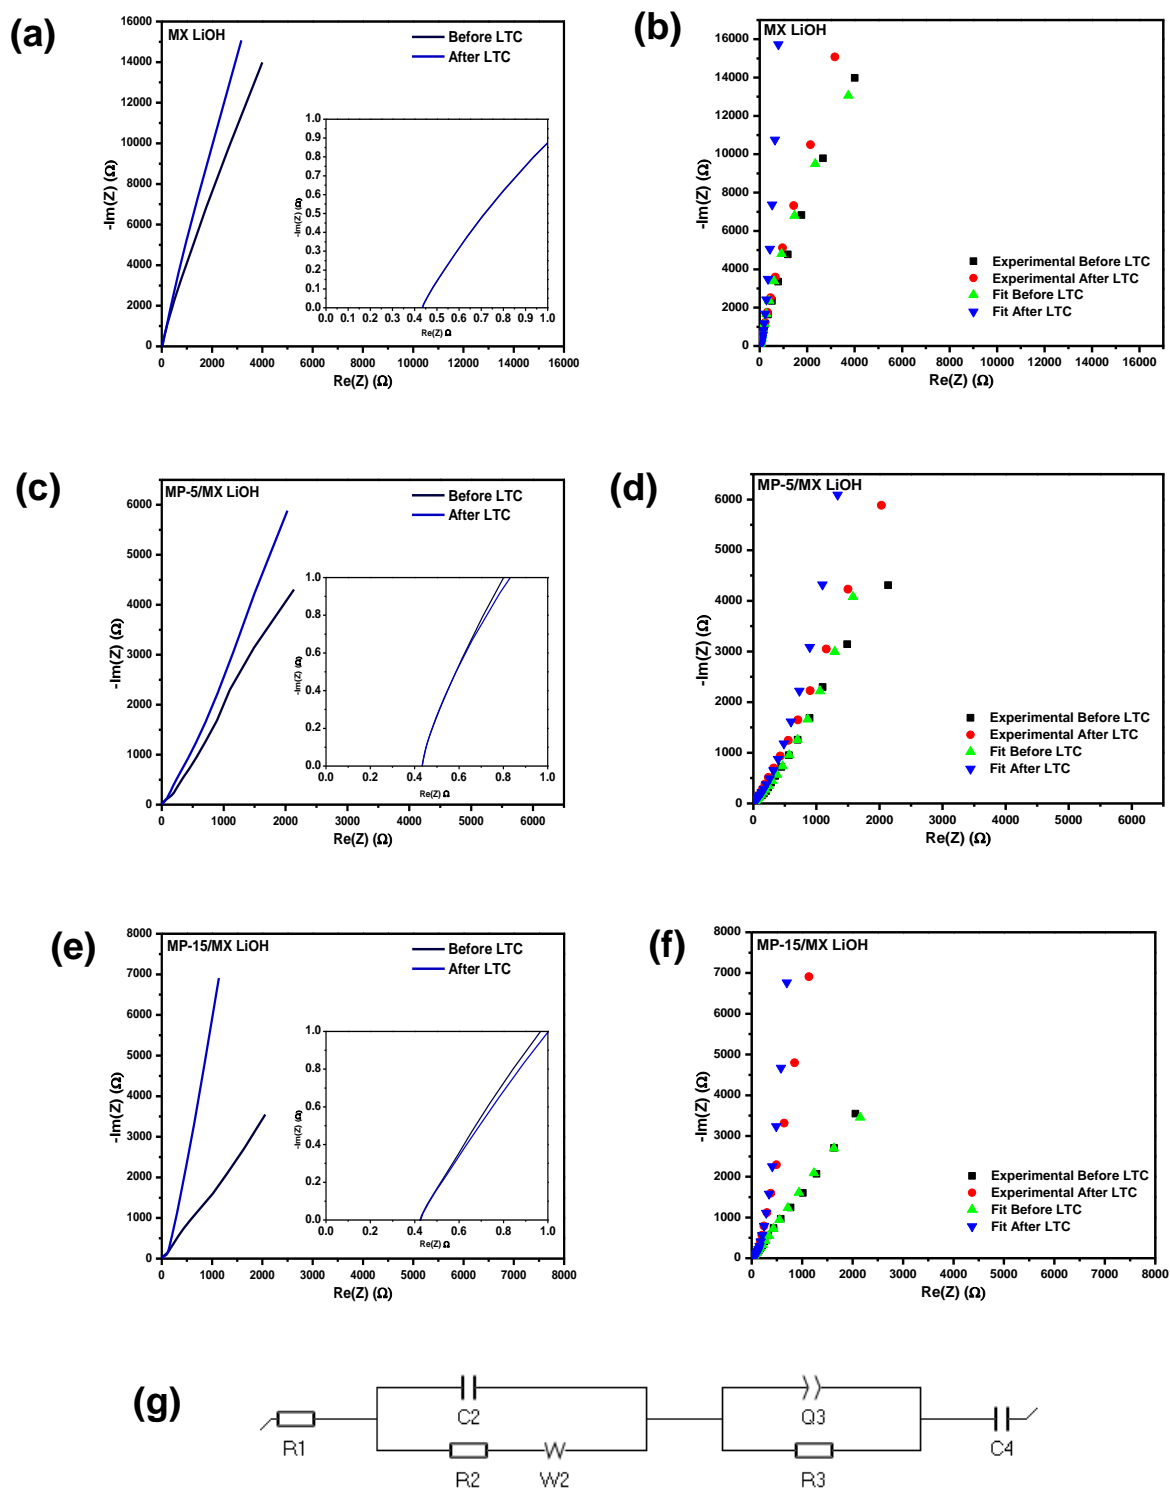 (a)
MX LiOH
Before LTC
After LTC
16000
14000
12000
10000
8000
6000
4000
2000
0
-Im(Z) (Ω)
0 2000 4000 6000 8000 10000 12000 14000 16000
Re(Z) (Ω)
1.0
0.9
0.8
0.7
0.6
0.5
0.4
0.3
0.2
0.1
0.0
-Im(Z) (Ω)
0.0 0.1 0.2 0.3 0.4 0.5 0.6 0.7 0.8 0.9 1.0
Re(Z) Ω
(b)
MX LiOH
16000
14000
12000
10000
8000
6000
4000
2000
0
-Im(Z) (Ω)
Experimental Before LTC
Experimental After LTC
Fit Before LTC
Fit After LTC
0 2000 4000 6000 8000 10000 12000 14000 16000
Re(Z) (Ω)
(c)
MP-5/MX LiOH
Before LTC
After LTC
6000
5000
4000
3000
2000
1000
0
-Im(Z) (Ω)
0 1000 2000 3000 4000 5000 6000
Re(Z) (Ω)
1.0
0.8
0.6
0.4
0.2
0.0
-Im(Z) (Ω)
0.0 0.2 0.4 0.6 0.8 1.0
Re(Z) Ω
(d)
MP-5/MX LiOH
6000
5000
4000
3000
2000
1000
0
-Im(Z) (Ω)
Experimental Before LTC
Experimental After LTC
Fit Before LTC
Fit After LTC
0 1000 2000 3000 4000 5000 6000
Re(Z) (Ω)
(e)
MP-15/MX LiOH
Before LTC
After LTC
8000
7000
6000
5000
4000
3000
2000
1000
0
-Im(Z) (Ω)
0 1000 2000 3000 4000 5000 6000 7000 8000
Re(Z) (Ω)
1.0
0.8
0.6
0.4
0.2
0.0
-Im(Z) (Ω)
0.0 0.2 0.4 0.6 0.8 1.0
Re(Z) Ω
(f)
MP-15/MX LiOH
8000
7000
6000
5000
4000
3000
2000
1000
0
-Im(Z) (Ω)
Experimental Before LTC
Experimental After LTC
Fit Before LTC
Fit After LTC
0 1000 2000 3000 4000 5000 6000 7000 8000
Re(Z) (Ω)
(g)
R1
C2
R2 W2
Q3
R3
C4